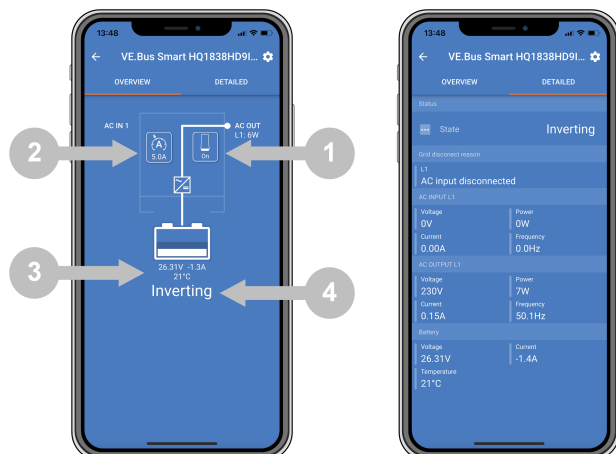 13:48
← VE.Bus Smart HQ1838HD9I...
OVERVIEW DETAILED
AC IN 1
AC OUT
L1: 6W
(A)
5.0A
On
2
1
3
26.31V -1.3A
21°C
4
Inverting
13:48
← VE.Bus Smart HQ1838HD9I...
OVERVIEW DETAILED
Status
State Inverting
Grid disconect reason
L1
AC input disconnected
AC INPUT L1
Voltage Power
0V 0W
Current Frequency
0.00A 0.0Hz
AC OUTPUT L1
Voltage Power
230V 7W
Current Frequency
0.15A 50.1Hz
Battery
Voltage Current
26.31V -1.4A
Temperature
21°C